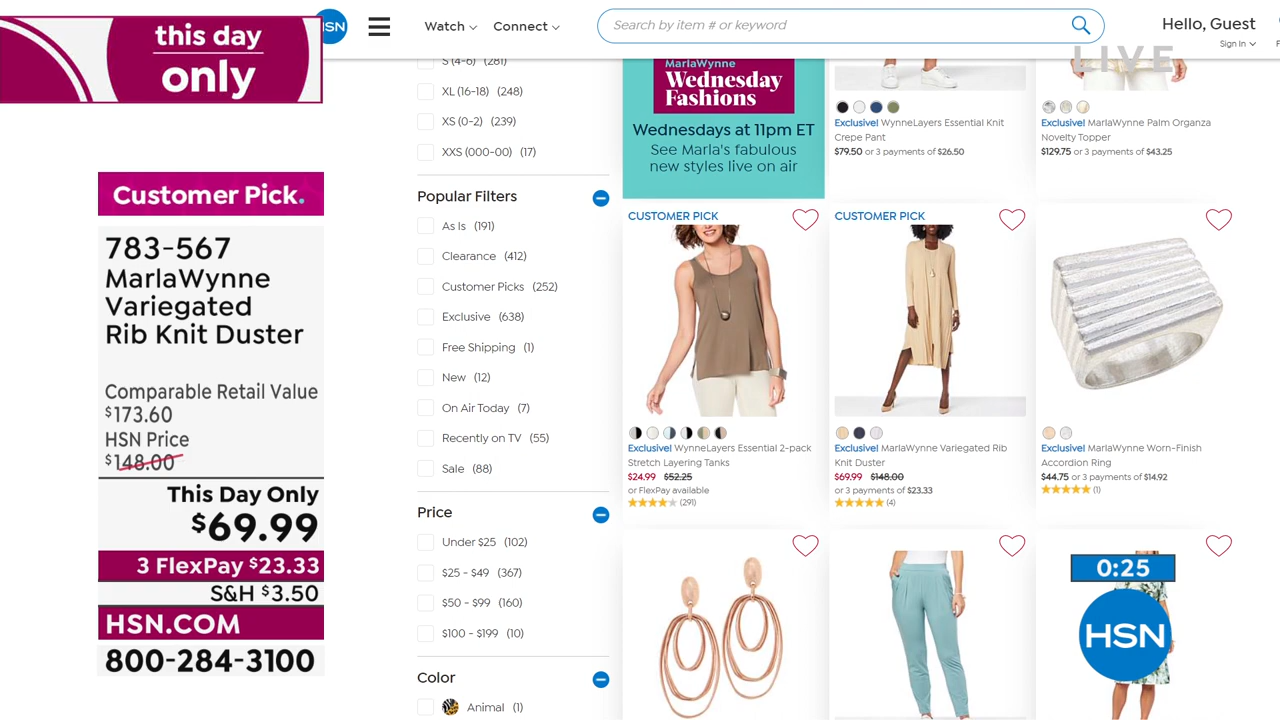 this day
only
HSN
Watch
Connect
Search by item # or keyword
Hello, Guest
Sign In
LIVE
Customer Pick.
783-567
MarlaWynne
Variegated
Rib Knit Duster
Comparable Retail Value
$173.60
HSN Price
$148.00
This Day Only
$69.99
3 FlexPay $23.33
S&H $3.50
HSN.COM
800-284-3100
S (4-6) (281)
XL (16-18) (248)
XS (0-2) (239)
XXS (000-00) (17)
Popular Filters
As Is (191)
Clearance (412)
Customer Picks (252)
Exclusive (638)
Free Shipping (1)
New (12)
On Air Today (7)
Recently on TV (55)
Sale (88)
Price
Under $25 (102)
$25 - $49 (367)
$50 - $99 (160)
$100 - $199 (10)
Color
Animal (1)
MarlaWynne
Wednesday
Fashions
Wednesdays at 11pm ET
See Marla's fabulous
new styles live on air
Exclusive! WynneLayers Essential Knit
Crepe Pant
$79.50 or 3 payments of $26.50
Exclusive! MarlaWynne Palm Organza
Novelty Topper
$129.75 or 3 payments of $43.25
CUSTOMER PICK
Exclusive! WynneLayers Essential 2-pack
Stretch Layering Tanks
$24.99 $52.25
or FlexPay available
(291)
CUSTOMER PICK
Exclusive! MarlaWynne Variegated Rib
Knit Duster
$69.99 $148.00
or 3 payments of $23.33
(4)
Exclusive! MarlaWynne Worn-Finish
Accordion Ring
$44.75 or 3 payments of $14.92
(1)
0:25
HSN